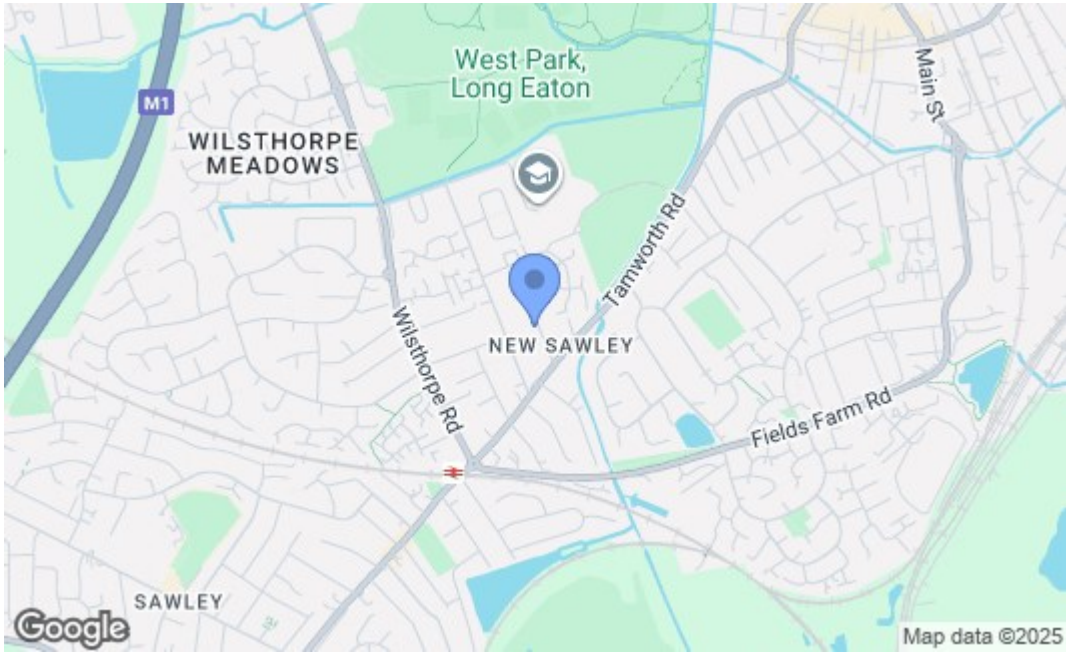 West Park,
Long Eaton
Main St
M1
WILSTHORPE
MEADOWS
Tamworth Rd
Wilsthorpe Rd
NEW SAWLEY
Fields Farm Rd
SAWLEY
Google
Map data ©2025